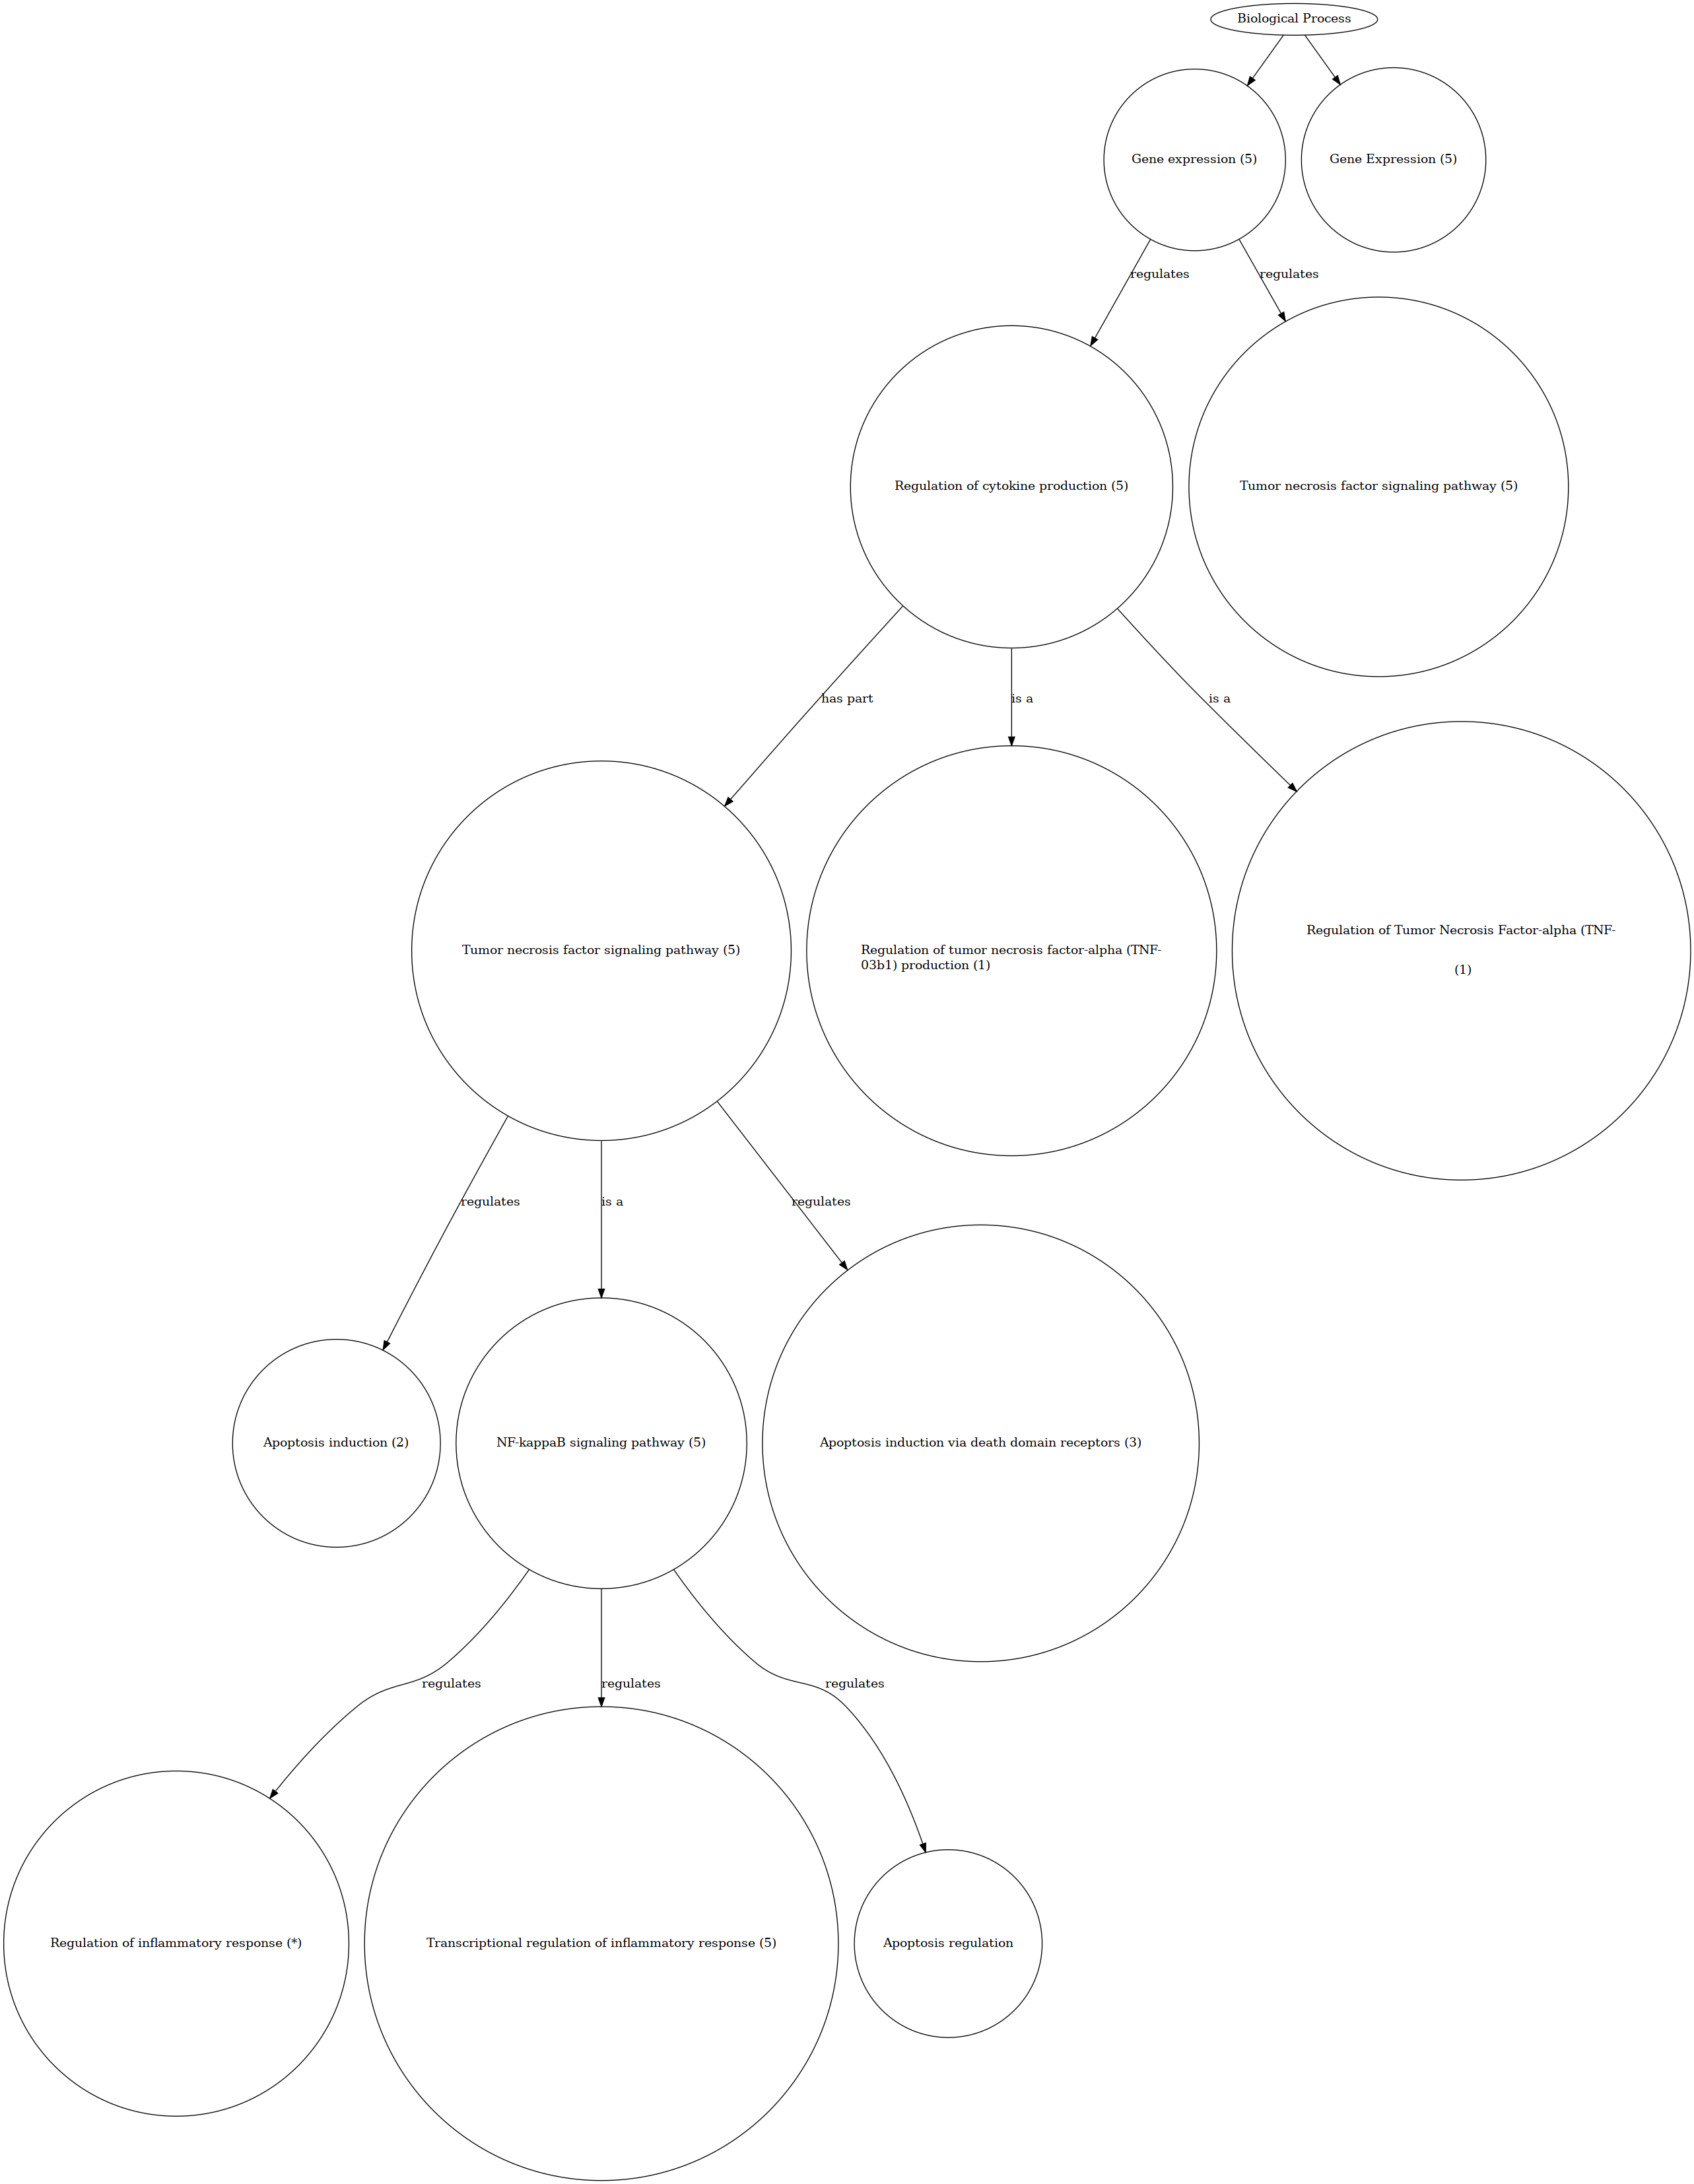 Biological Process
Gene expression (5)
Gene Expression (5)
regulates
regulates
Regulation of cytokine production (5)
Tumor necrosis factor signaling pathway (5)
has part
is a
is a
Tumor necrosis factor signaling pathway (5)
Regulation of tumor necrosis factor-alpha (TNF-
03b1) production (1)
Regulation of Tumor Necrosis Factor-alpha (TNF-
(1)
regulates
is a
regulates
Apoptosis induction (2)
NF-kappaB signaling pathway (5)
Apoptosis induction via death domain receptors (3)
regulates
regulates
regulates
Regulation of inflammatory response (*)
Transcriptional regulation of inflammatory response (5)
Apoptosis regulation